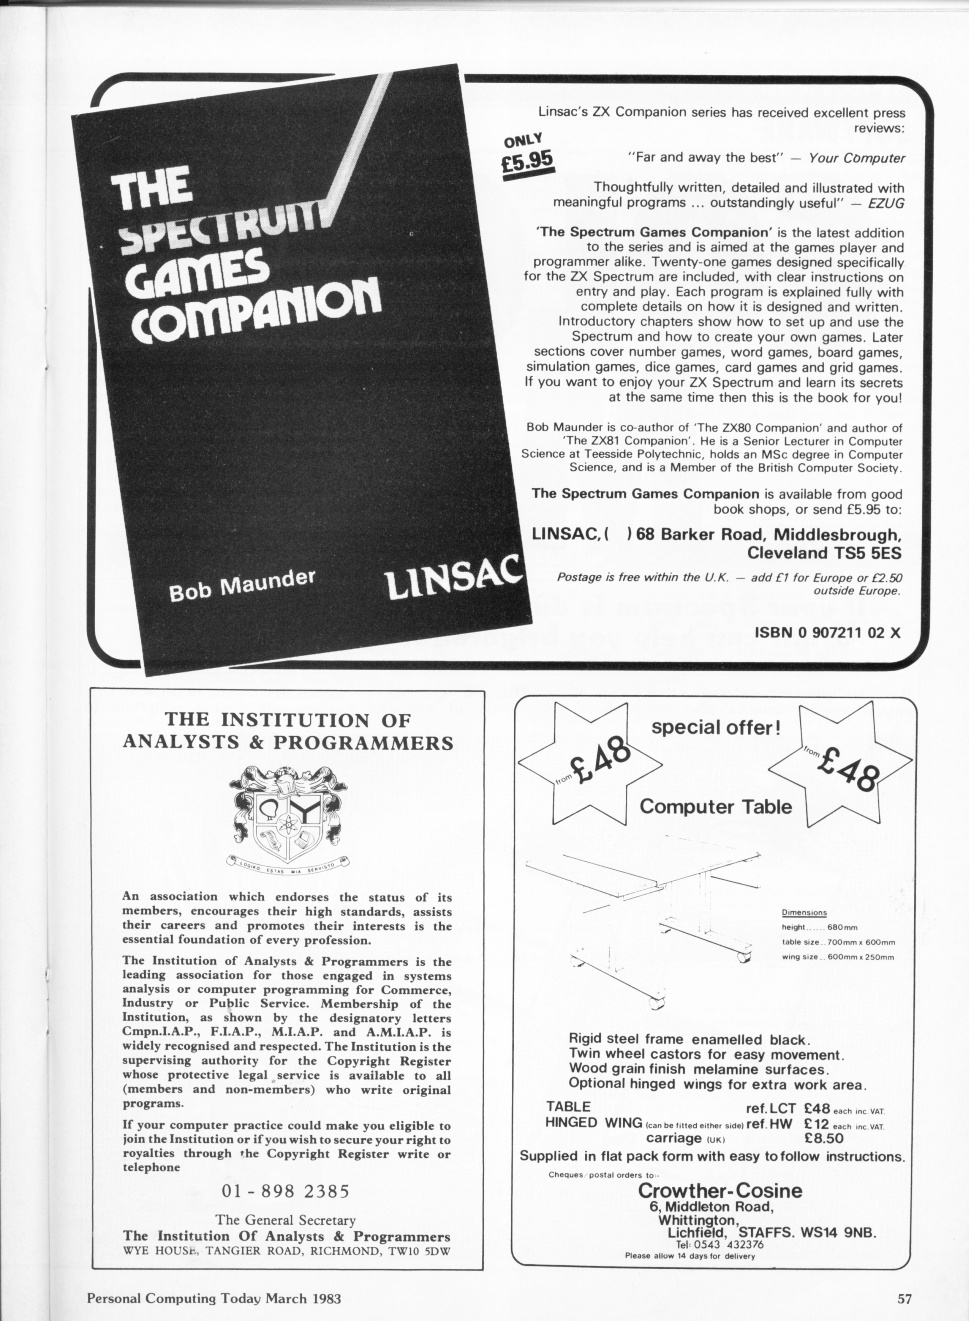 THE
SPECTRUM
GAMES
COMPANION
Bob Maunder
LINSAC
ONLY
£5.95
Linsac's ZX Companion series has received excellent press
reviews:
"Far and away the best" — Your Computer
Thoughtfully written, detailed and illustrated with
meaningful programs ... outstandingly useful" — EZUG
'The Spectrum Games Companion' is the latest addition
to the series and is aimed at the games player and
programmer alike. Twenty-one games designed specifically
for the ZX Spectrum are included, with clear instructions on
entry and play. Each program is explained fully with
complete details on how it is designed and written.
Introductory chapters show how to set up and use the
Spectrum and how to create your own games. Later
sections cover number games, word games, board games,
simulation games, dice games, card games and grid games.
If you want to enjoy your ZX Spectrum and learn its secrets
at the same time then this is the book for you!
Bob Maunder is co-author of 'The ZX80 Companion' and author of
'The ZX81 Companion'. He is a Senior Lecturer in Computer
Science at Teesside Polytechnic, holds an MSc degree in Computer
Science, and is a Member of the British Computer Society.
The Spectrum Games Companion is available from good
book shops, or send £5.95 to:
LINSAC, ( ) 68 Barker Road, Middlesbrough,
Cleveland TS5 5ES
Postage is free within the U.K. — add £1 for Europe or £2.50
outside Europe.
ISBN 0 907211 02 X
THE INSTITUTION OF
ANALYSTS & PROGRAMMERS
LOGIKO ESTAS MIA SERVISTO
An association which endorses the status of its
members, encourages their high standards, assists
their careers and promotes their interests is the
essential foundation of every profession.
The Institution of Analysts & Programmers is the
leading association for those engaged in systems
analysis or computer programming for Commerce,
Industry or Public Service. Membership of the
Institution, as shown by the designatory letters
Cmpn.I.A.P., F.I.A.P., M.I.A.P. and A.M.I.A.P. is
widely recognised and respected. The Institution is the
supervising authority for the Copyright Register
whose protective legal service is available to all
(members and non-members) who write original
programs.
If your computer practice could make you eligible to
join the Institution or if you wish to secure your right to
royalties through the Copyright Register write or
telephone
01 - 898 2385
The General Secretary
The Institution Of Analysts & Programmers
WYE HOUSE, TANGIER ROAD, RICHMOND, TW10 5DW
special offer!
from £48
from £48
Computer Table
Dimensions
height...... 680mm
table size.. 700mm x 600mm
wing size .. 600mm x 250mm
Rigid steel frame enamelled black.
Twin wheel castors for easy movement.
Wood grain finish melamine surfaces.
Optional hinged wings for extra work area.
TABLE ref. LCT £48 each inc. VAT.
HINGED WING (can be fitted either side) ref. HW £12 each inc. VAT.
carriage (UK) £8.50
Supplied in flat pack form with easy to follow instructions.
Cheques/postal orders to:-
Crowther-Cosine
6, Middleton Road,
Whittington,
Lichfield, STAFFS. WS14 9NB.
Tel: 0543 432376
Please allow 14 days for delivery
Personal Computing Today March 1983
57